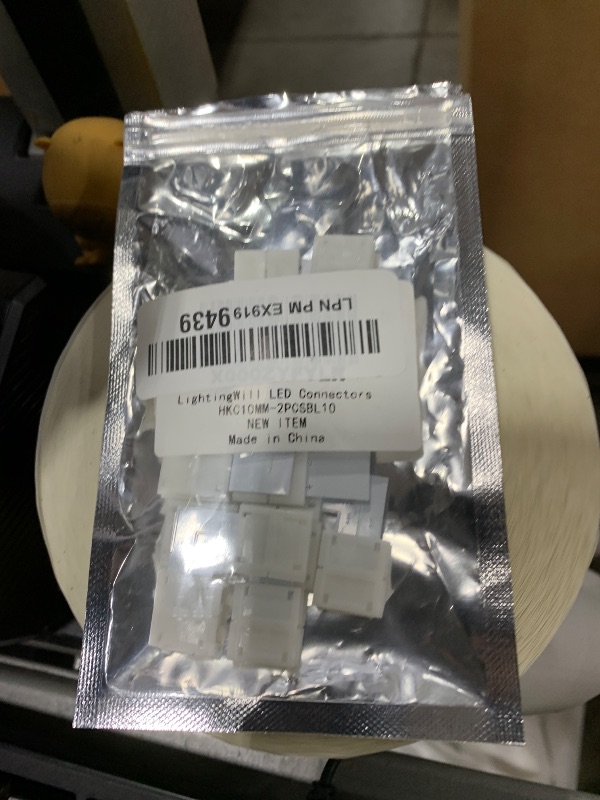 LPN PM EX9199439
LightingWill LED Connectors
HKC10MM-2PCSBL10
NEW ITEM
Made in China